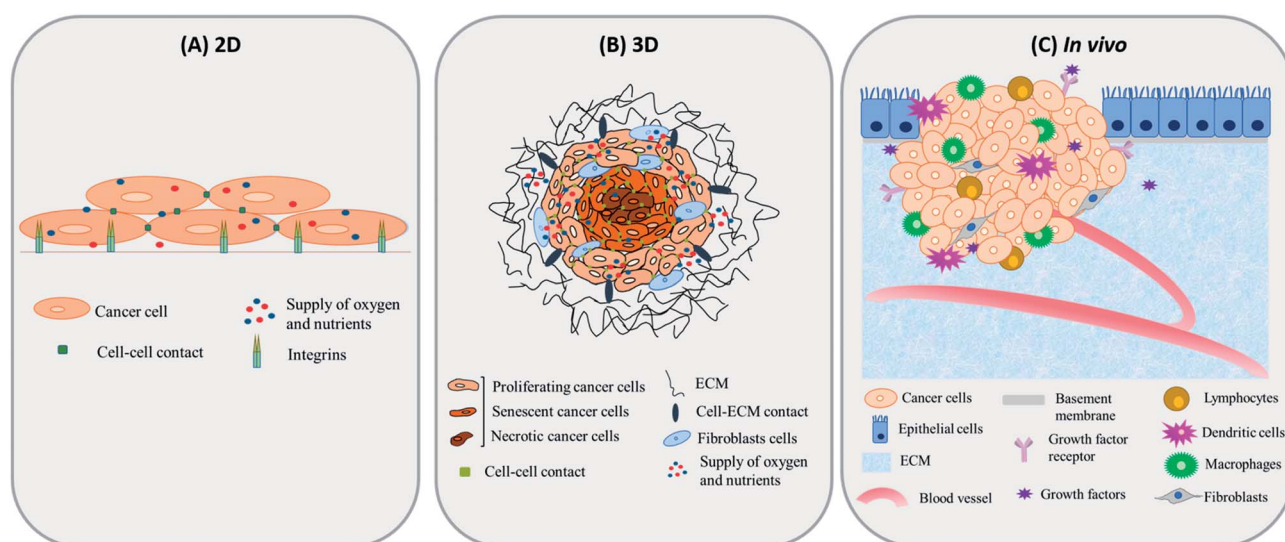 (A) 2D
Cancer cell
Supply of oxygen
and nutrients
Cell-cell contact
Integrins
(B) 3D
Proliferating cancer cells
ECM
Senescent cancer cells
Cell-ECM contact
Necrotic cancer cells
Fibroblasts cells
Cell-cell contact
Supply of oxygen
and nutrients
(C) In vivo
Cancer cells
Basement
membrane
Lymphocytes
Epithelial cells
Growth factor
receptor
Dendritic cells
ECM
Macrophages
Blood vessel
Growth factors
Fibroblasts